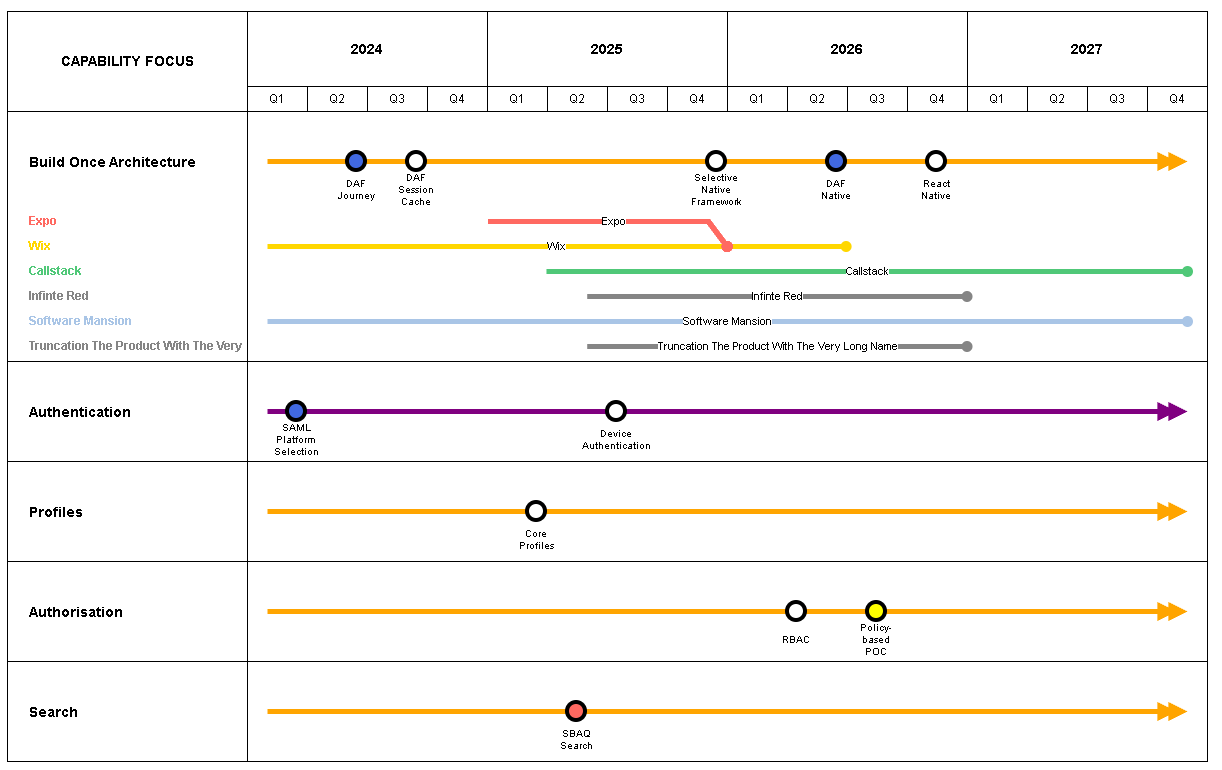 CAPABILITY FOCUS
2024
2025
2026
2027
Q1 Q2 Q3 Q4 Q1 Q2 Q3 Q4 Q1 Q2 Q3 Q4 Q1 Q2 Q3 Q4
Build Once Architecture
DAF
Journey
DAF
Session
Cache
Selective
Native
Framework
DAF
Native
React
Native
Expo
Expo
Wix
Wix
Callstack
Callstack
Infinte Red
Infinte Red
Software Mansion
Software Mansion
Truncation The Product With The Very
Truncation The Product With The Very Long Name
Authentication
SAML
Platform
Selection
Device
Authentication
Profiles
Core
Profiles
Authorisation
RBAC
Policy-
based
POC
Search
SBAQ
Search